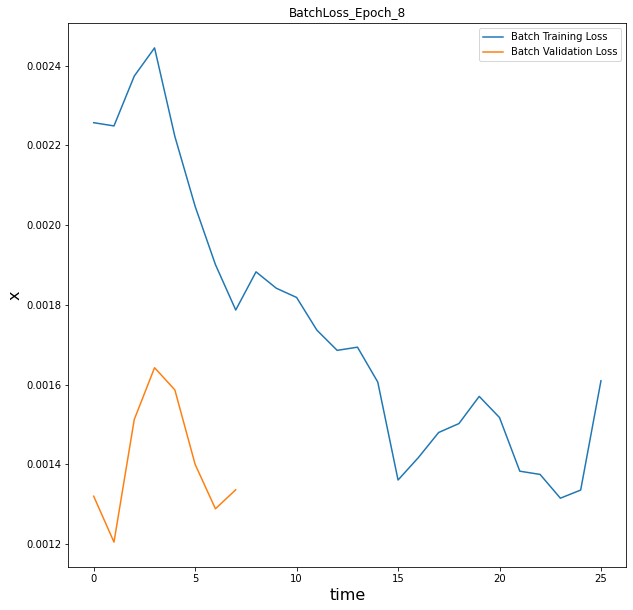 BatchLoss_Epoch_8
Batch Training Loss
Batch Validation Loss
0.0024
0.0022
0.0020
0.0018
0.0016
0.0014
0.0012
x
0 5 10 15 20 25
time